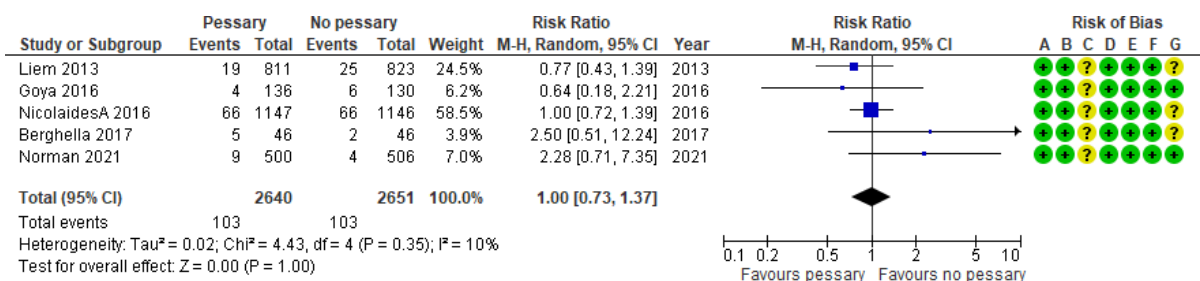 Pessary No pessary Risk Ratio Risk Ratio Risk of Bias
Study or Subgroup Events Total Events Total Weight M-H, Random, 95% CI Year M-H, Random, 95% CI A B C D E F G
Liem 2013 19 811 25 823 24.5% 0.77 [0.43, 1.39] 2013 + + ? + + + ?
Goya 2016 4 136 6 130 6.2% 0.64 [0.18, 2.21] 2016 + + ? + + + +
NicolaidesA 2016 66 1147 66 1146 58.5% 1.00 [0.72, 1.39] 2016 + + ? + + + ?
Berghella 2017 5 46 2 46 3.9% 2.50 [0.51, 12.24] 2017 + + ? + + + ?
Norman 2021 9 500 4 506 7.0% 2.28 [0.71, 7.35] 2021 + + ? + + + +
Total (95% CI) 2640 2651 100.0% 1.00 [0.73, 1.37]
Total events 103 103
Heterogeneity: Tau² = 0.02; Chi² = 4.43, df = 4 (P = 0.35); I² = 10%
Test for overall effect: Z = 0.00 (P = 1.00)
0.1 0.2 0.5 1 2 5 10
Favours pessary Favours no pessary